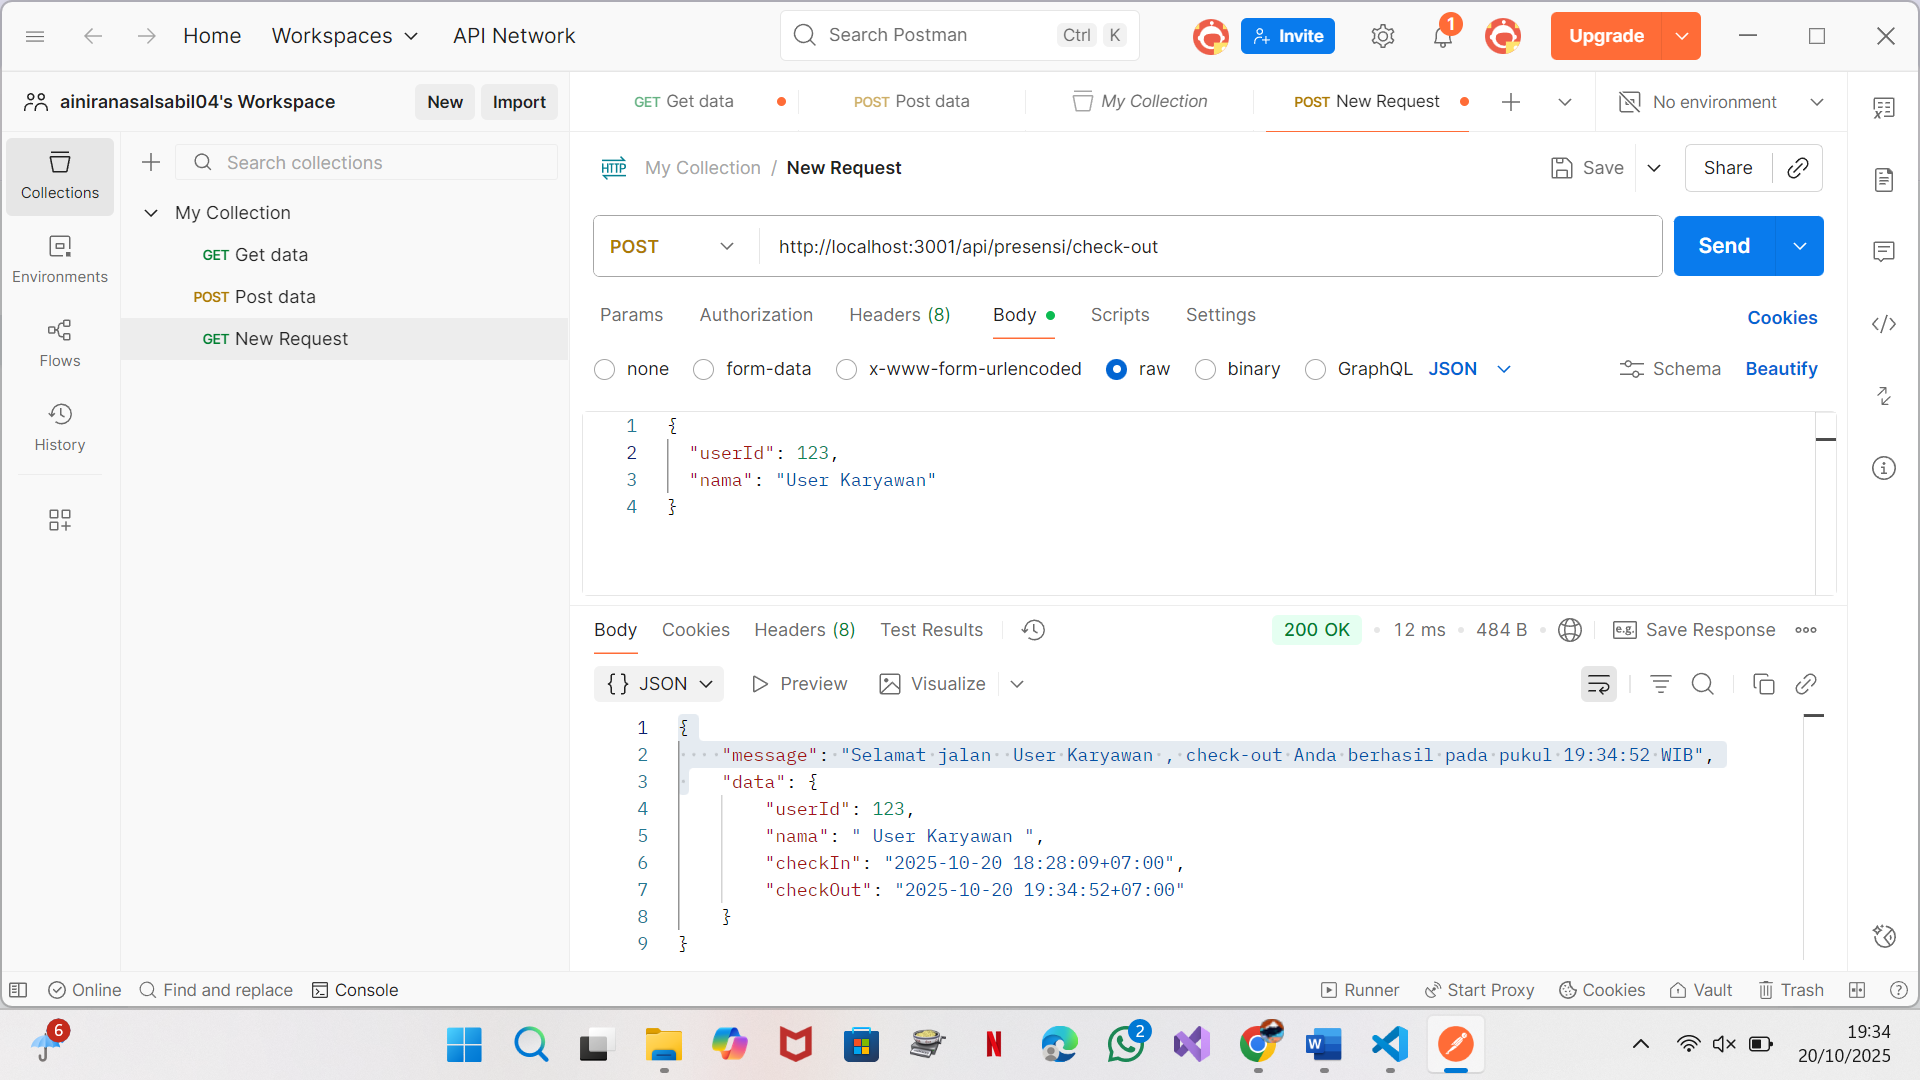 Home
Workspaces
API Network
Search Postman
Ctrl K
Invite
1
Upgrade
ainiranasalsabil04's Workspace
New
Import
GET Get data
POST Post data
My Collection
POST New Request
No environment
Collections
Environments
Flows
History
Search collections
My Collection
GET Get data
POST Post data
GET New Request
HTTP My Collection / New Request
Save
Share
POST
http://localhost:3001/api/presensi/check-out
Send
Params
Authorization
Headers (8)
Body
Scripts
Settings
Cookies
none
form-data
x-www-form-urlencoded
raw
binary
GraphQL
JSON
Schema
Beautify
1 {
2 "userId": 123,
3 "nama": "User Karyawan"
4 }
Body
Cookies
Headers (8)
Test Results
200 OK
12 ms
484 B
e.g. Save Response
{} JSON
Preview
Visualize
1 {
2 "message": "Selamat jalan  User Karyawan , check-out Anda berhasil pada pukul 19:34:52 WIB",
3 "data": {
4 "userId": 123,
5 "nama": " User Karyawan ",
6 "checkIn": "2025-10-20 18:28:09+07:00",
7 "checkOut": "2025-10-20 19:34:52+07:00"
8 }
9 }
Online
Find and replace
Console
Runner
Start Proxy
Cookies
Vault
Trash
6
N
2
W
19:34
20/10/2025